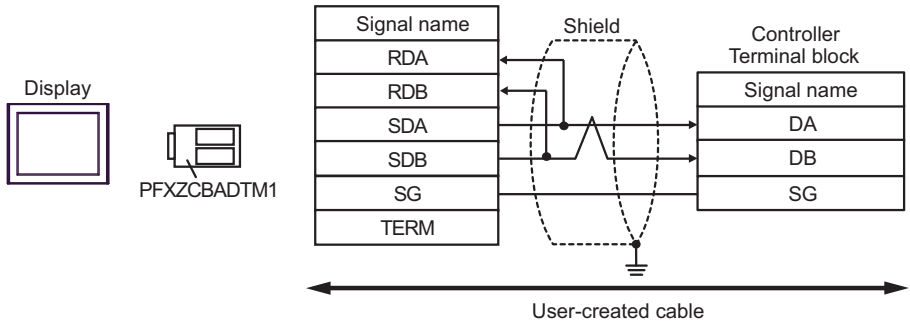 Display
PFXZCBADTM1
Signal name
RDA
RDB
SDA
SDB
SG
TERM
Shield
Controller
Terminal block
Signal name
DA
DB
SG
User-created cable